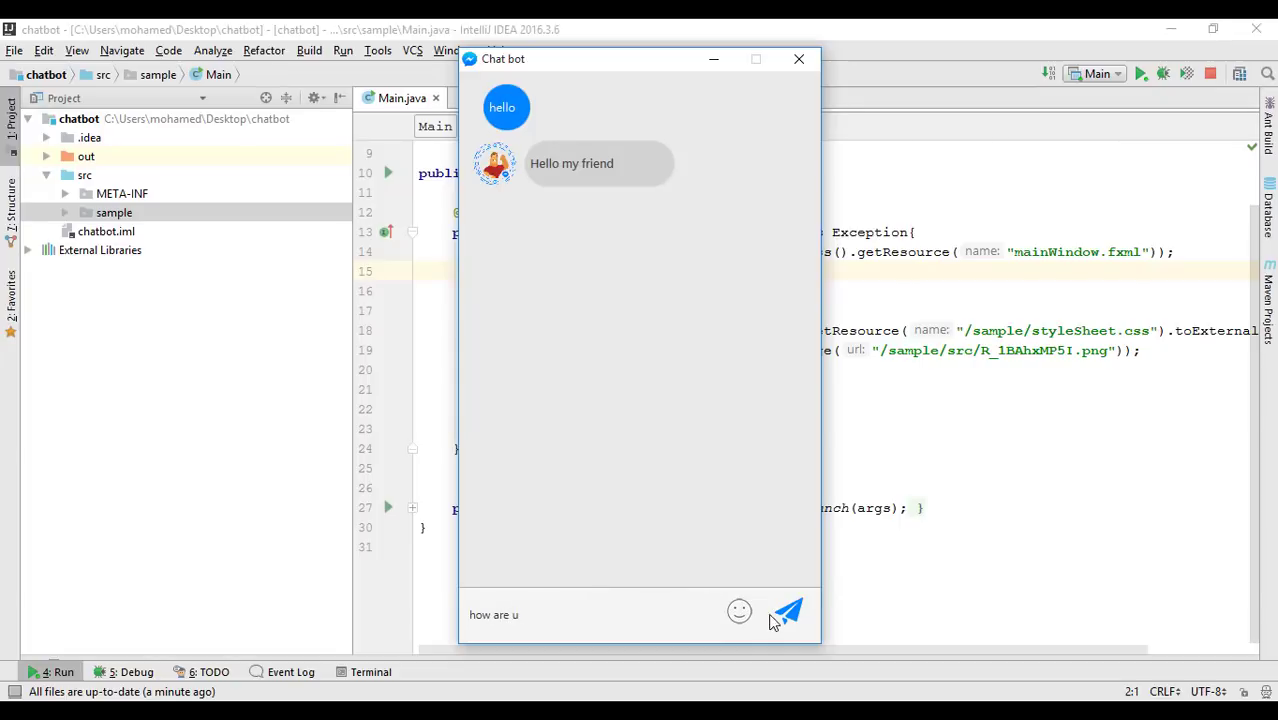 chatbot - [C:\Users\mohamed\Desktop\chatbot] - [chatbot] - ...\src\sample\Main.java - IntelliJ IDEA 2016.3.6
File Edit View Navigate Code Analyze Refactor Build Run Tools VCS Wind
chatbot src sample Main
Main
Project
Main.java
Main
chatbot C:\Users\mohamed\Desktop\chatbot
.idea
out
src
META-INF
sample
chatbot.iml
External Libraries
1: Project
7: Structure
2: Favorites
9
10 publi
11
12
13 Exception{
14 ss().getResource( name: "mainWindow.fxml"));
15
16
17
18 etResource( name: "/sample/styleSheet.css").toExternal
19 e( url: "/sample/src/R_1BAhxMP5I.png"));
20
21
22
23
24 }
25
26
27 p unch(args); }
30 }
31
Chat bot
hello
Hello my friend
how are u
Ant Build
Database
Maven Projects
4: Run 5: Debug 6: TODO Event Log Terminal
All files are up-to-date (a minute ago)
2:1 CRLF÷ UTF-8÷